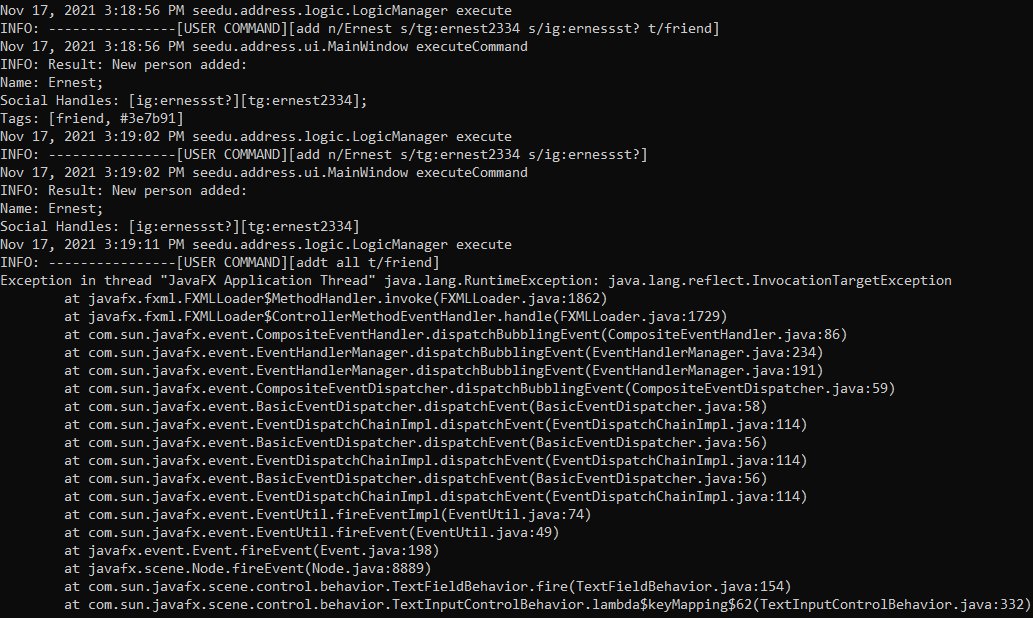 Nov 17, 2021 3:18:56 PM seedu.address.logic.LogicManager execute
INFO: ----------------[USER COMMAND][add n/Ernest s/tg:ernest2334 s/ig:ernessst? t/friend]
Nov 17, 2021 3:18:56 PM seedu.address.ui.MainWindow executeCommand
INFO: Result: New person added:
Name: Ernest;
Social Handles: [ig:ernessst?][tg:ernest2334];
Tags: [friend, #3e7b91]
Nov 17, 2021 3:19:02 PM seedu.address.logic.LogicManager execute
INFO: ----------------[USER COMMAND][add n/Ernest s/tg:ernest2334 s/ig:ernessst?]
Nov 17, 2021 3:19:02 PM seedu.address.ui.MainWindow executeCommand
INFO: Result: New person added:
Name: Ernest;
Social Handles: [ig:ernessst?][tg:ernest2334]
Nov 17, 2021 3:19:11 PM seedu.address.logic.LogicManager execute
INFO: ----------------[USER COMMAND][addt all t/friend]
Exception in thread "JavaFX Application Thread" java.lang.RuntimeException: java.lang.reflect.InvocationTargetException
        at javafx.fxml.FXMLLoader$MethodHandler.invoke(FXMLLoader.java:1862)
        at javafx.fxml.FXMLLoader$ControllerMethodEventHandler.handle(FXMLLoader.java:1729)
        at com.sun.javafx.event.CompositeEventHandler.dispatchBubblingEvent(CompositeEventHandler.java:86)
        at com.sun.javafx.event.EventHandlerManager.dispatchBubblingEvent(EventHandlerManager.java:234)
        at com.sun.javafx.event.EventHandlerManager.dispatchBubblingEvent(EventHandlerManager.java:191)
        at com.sun.javafx.event.CompositeEventDispatcher.dispatchBubblingEvent(CompositeEventDispatcher.java:59)
        at com.sun.javafx.event.BasicEventDispatcher.dispatchEvent(BasicEventDispatcher.java:58)
        at com.sun.javafx.event.EventDispatchChainImpl.dispatchEvent(EventDispatchChainImpl.java:114)
        at com.sun.javafx.event.BasicEventDispatcher.dispatchEvent(BasicEventDispatcher.java:56)
        at com.sun.javafx.event.EventDispatchChainImpl.dispatchEvent(EventDispatchChainImpl.java:114)
        at com.sun.javafx.event.BasicEventDispatcher.dispatchEvent(BasicEventDispatcher.java:56)
        at com.sun.javafx.event.EventDispatchChainImpl.dispatchEvent(EventDispatchChainImpl.java:114)
        at com.sun.javafx.event.EventUtil.fireEventImpl(EventUtil.java:74)
        at com.sun.javafx.event.EventUtil.fireEvent(EventUtil.java:49)
        at javafx.event.Event.fireEvent(Event.java:198)
        at javafx.scene.Node.fireEvent(Node.java:8889)
        at com.sun.javafx.scene.control.behavior.TextFieldBehavior.fire(TextFieldBehavior.java:154)
        at com.sun.javafx.scene.control.behavior.TextInputControlBehavior.lambda$keyMapping$62(TextInputControlBehavior.java:332)